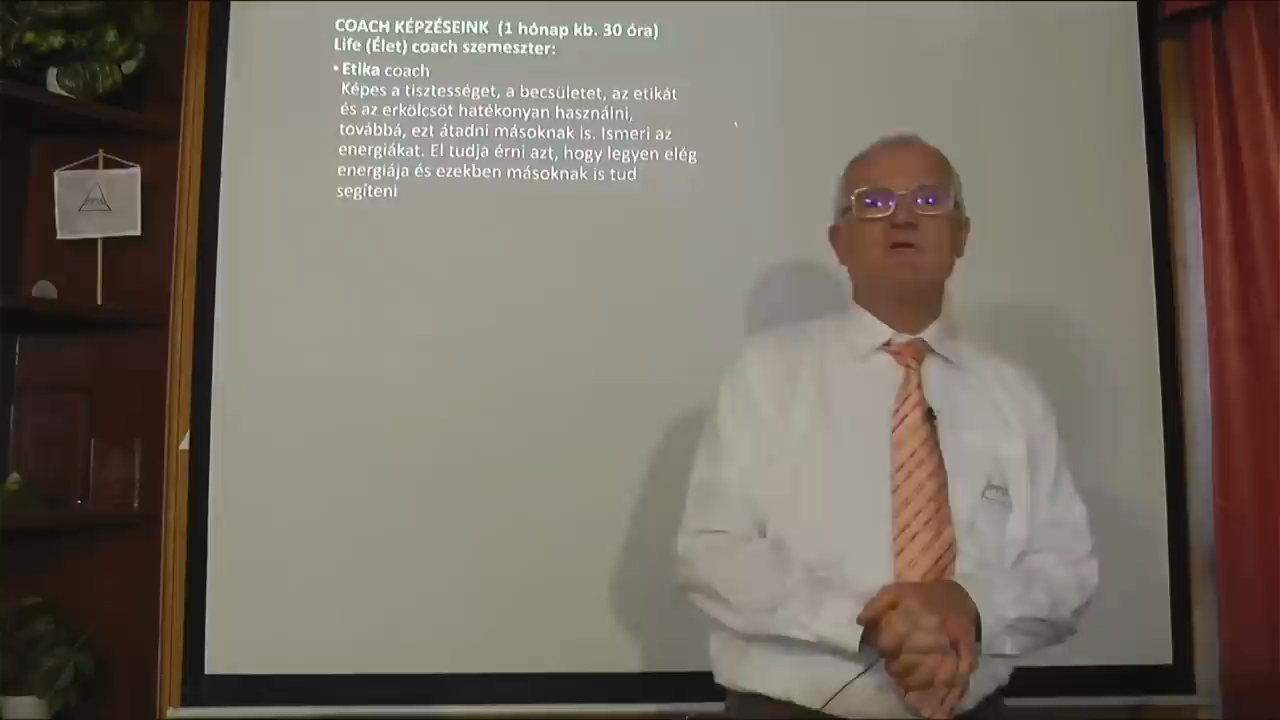 COACH KÉPZÉSEINK (1 hónap kb. 30 óra)
Life (Élet) coach szemeszter:
• Etika coach
Képes a tisztességet, a becsületet, az etikát
és az erkölcsöt hatékonyan használni,
továbbá, ezt átadni másoknak is. Ismeri az
energiákat. El tudja érni azt, hogy legyen elég
energiája és ezekben másoknak is tud
segíteni